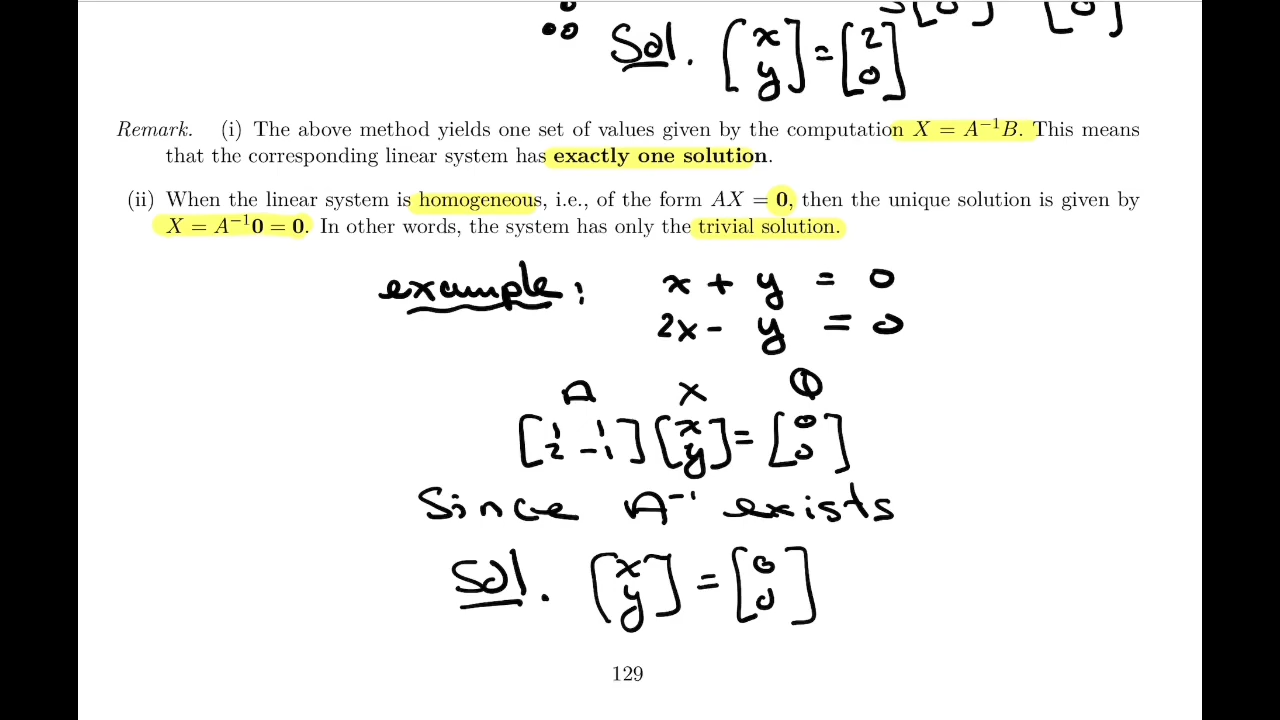 ∴ Sol. [x y] = [2 0]
Remark. (i) The above method yields one set of values given by the computation X = A⁻¹B. This means
that the corresponding linear system has exactly one solution.
(ii) When the linear system is homogeneous, i.e., of the form AX = 0, then the unique solution is given by
X = A⁻¹0 = 0. In other words, the system has only the trivial solution.
example: x + y = 0
2x - y = 0
A X 0
[1 1
2 -1] [x y] = [0 0]
Since A⁻¹ exists
Sol. [x y] = [0 0]
129